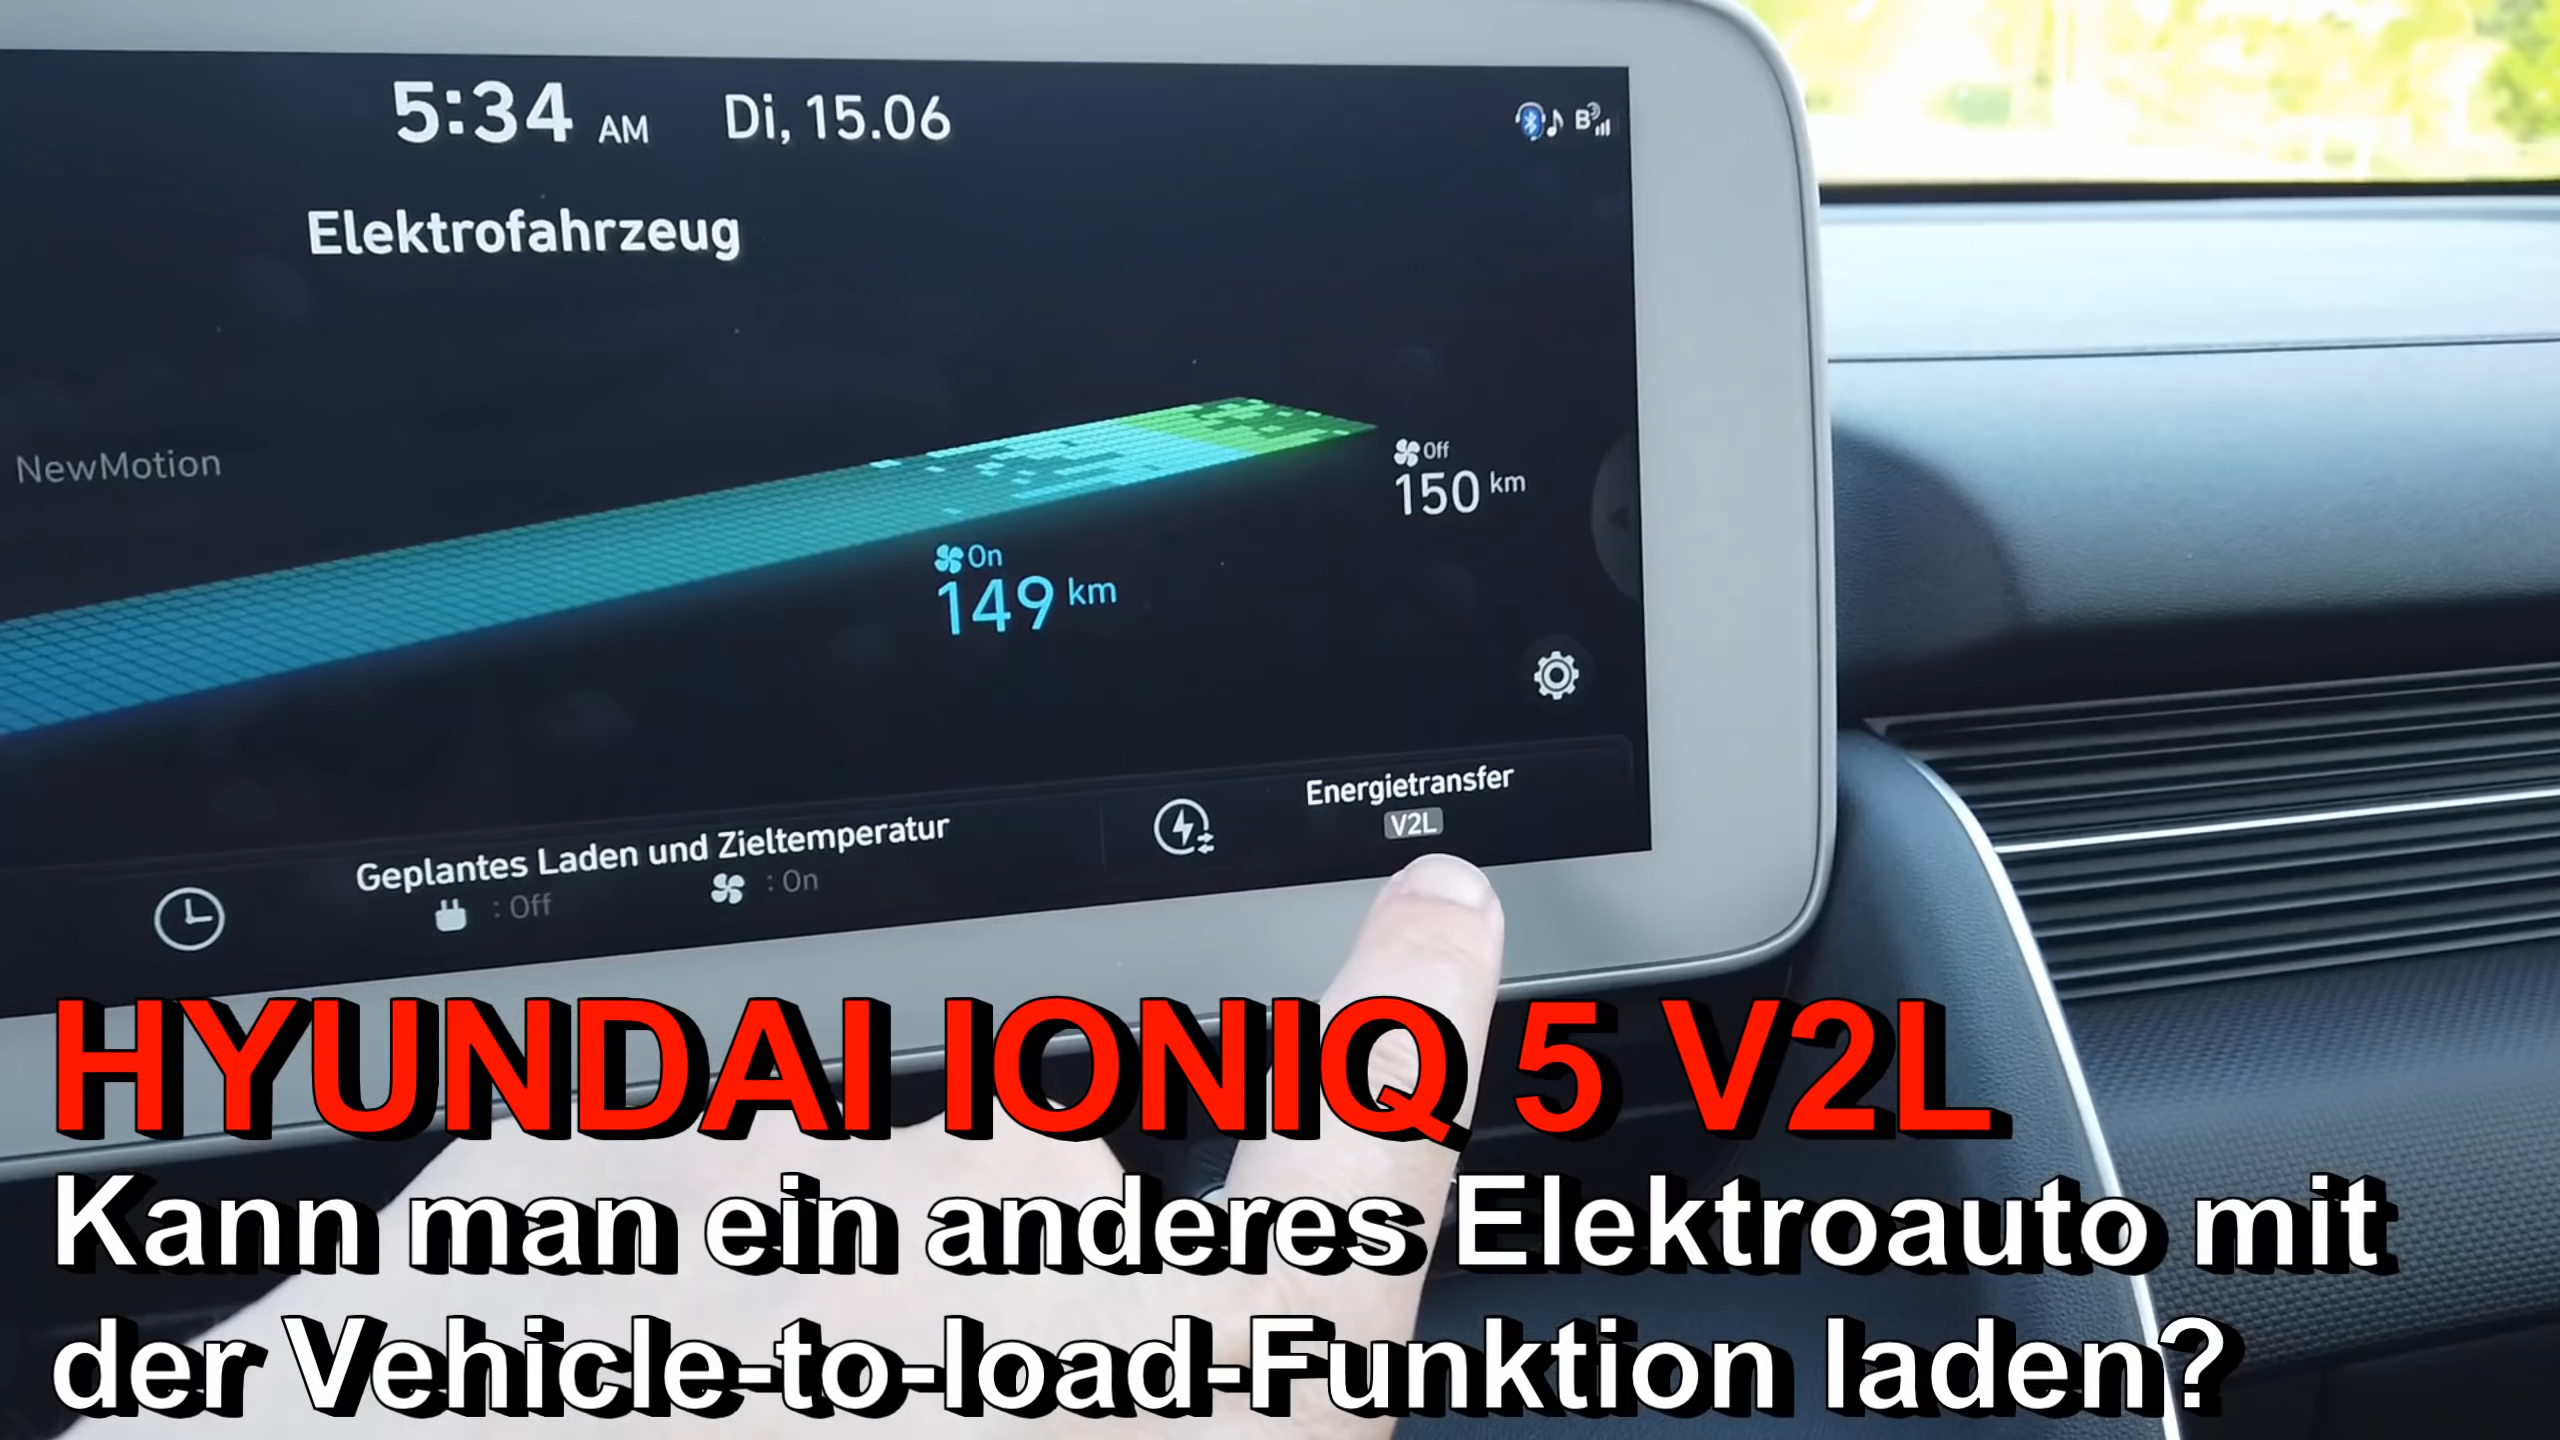 5:34 AM Di, 15.06
B
Elektrofahrzeug
NewMotion
Off
150 km
On
149 km
Energietransfer
V2L
Geplantes Laden und Zieltemperatur
: Off : On
HYUNDAI IONIQ 5 V2L
Kann man ein anderes Elektroauto mit
der Vehicle-to-load-Funktion laden?